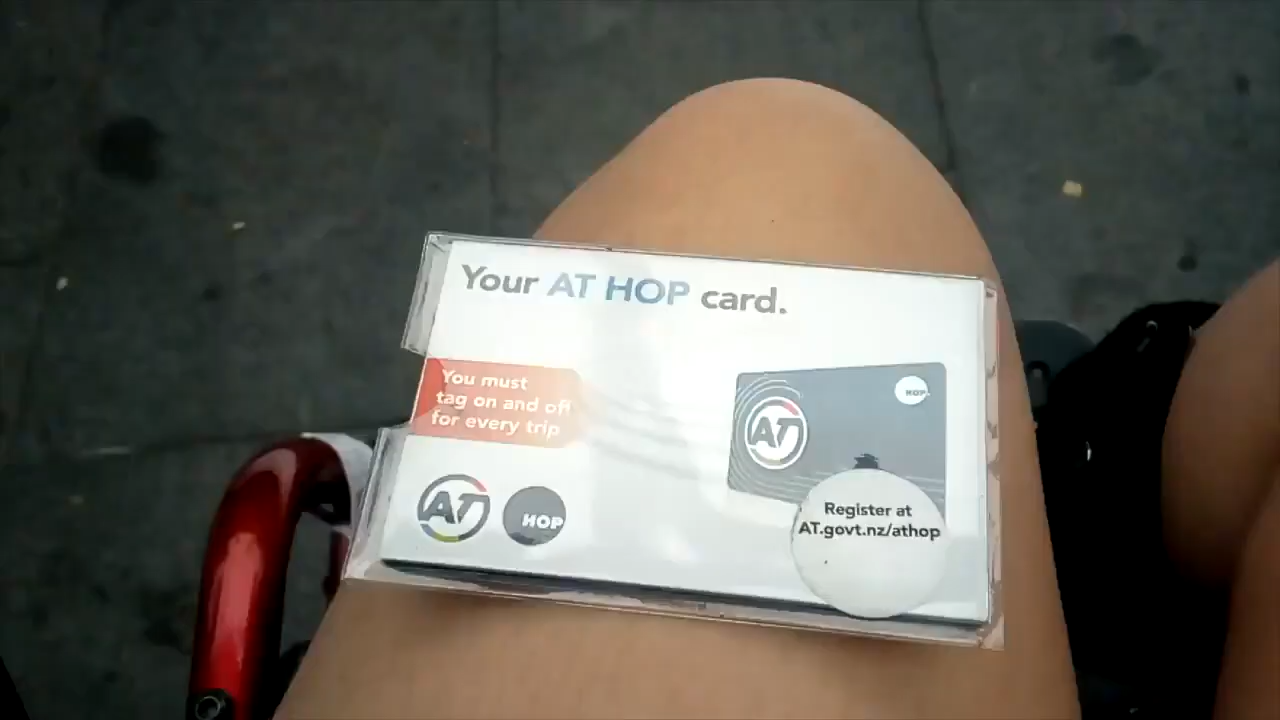 Your AT HOP card.
You must
tag on and off
for every trip
AT HOP
AT
HOP
Register at
AT.govt.nz/athop